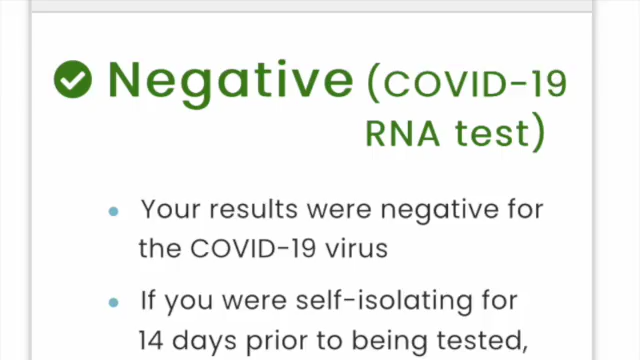 Negative (COVID-19
RNA test)
• Your results were negative for
the COVID-19 virus
• If you were self-isolating for
14 days prior to being tested,